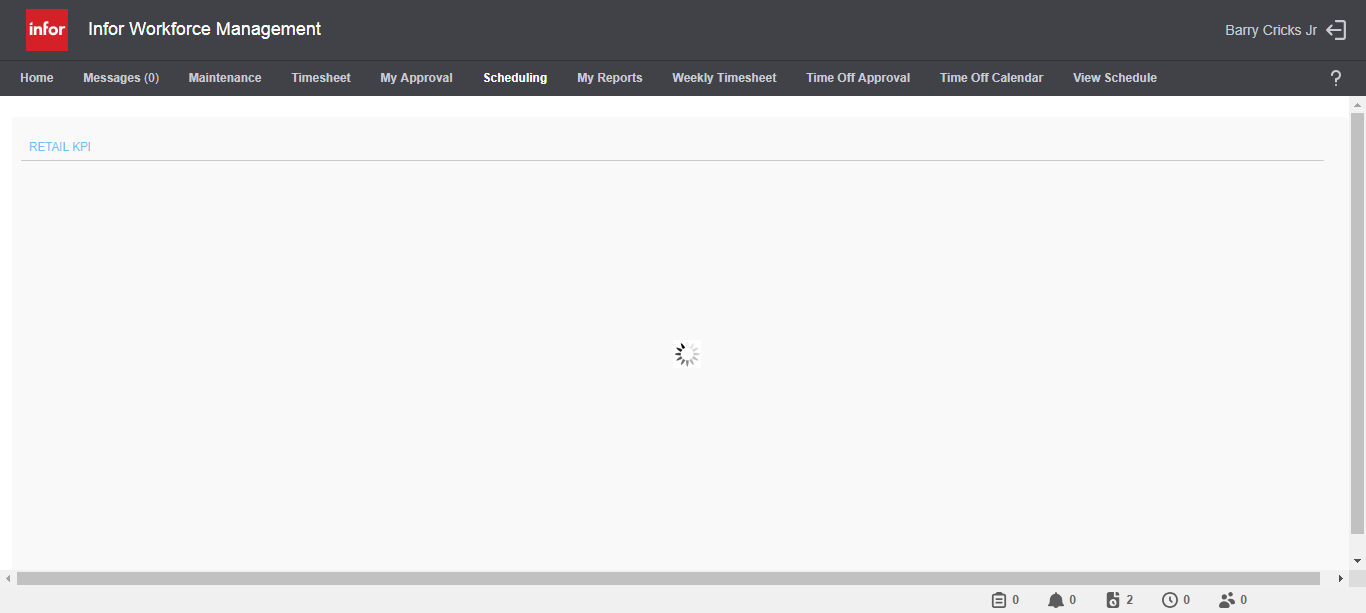 infor
Infor Workforce Management
Barry Cricks Jr
Home Messages (0) Maintenance Timesheet My Approval Scheduling My Reports Weekly Timesheet Time Off Approval Time Off Calendar View Schedule ?
RETAIL KPI
0 0 2 0 0